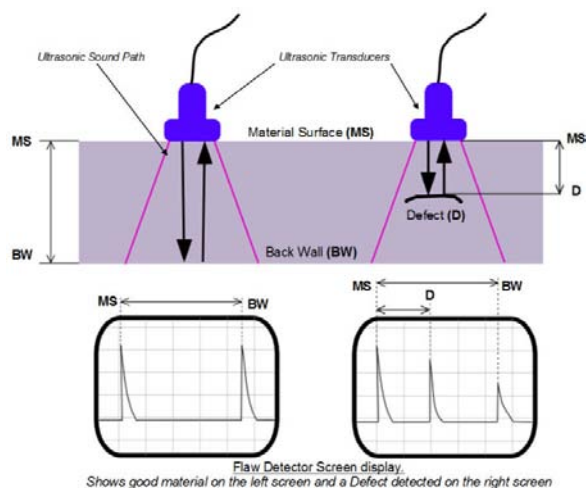 Ultrasonic Sound Path
Ultrasonic Transducers
MS
Material Surface (MS)
MS
D
Defect (D)
BW
Back Wall (BW)
MS
BW
MS
BW
D
Flaw Detector Screen display.
Shows good material on the left screen and a Defect detected on the right screen